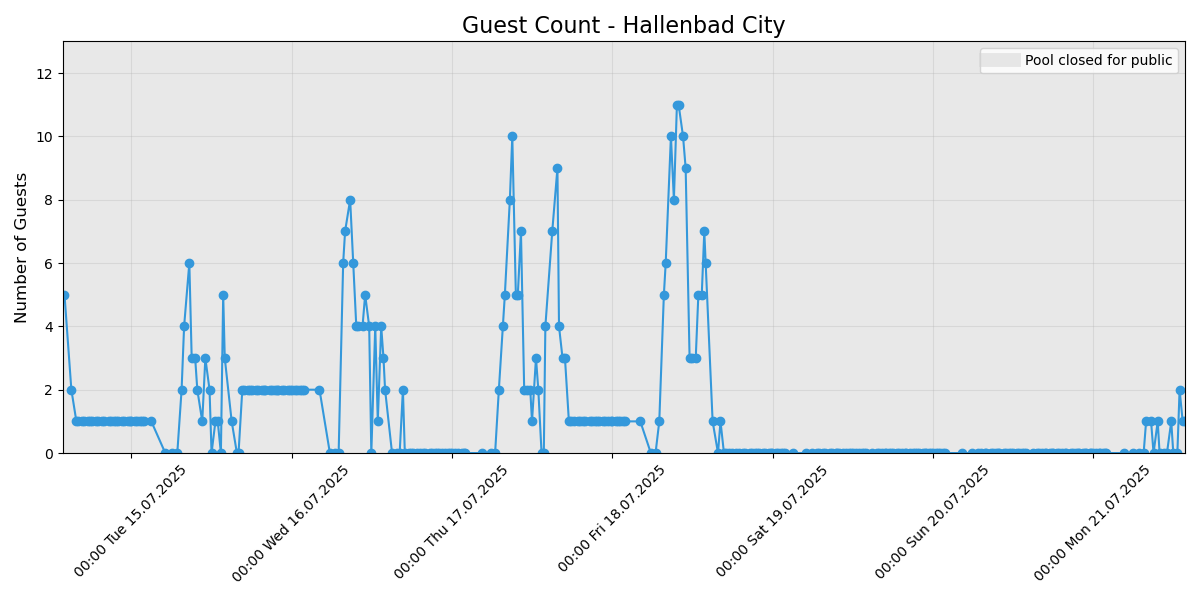 Guest Count - Hallenbad City
Pool closed for public
Number of Guests
12
10
8
6
4
2
0
00:00 Tue 15.07.2025
00:00 Wed 16.07.2025
00:00 Thu 17.07.2025
00:00 Fri 18.07.2025
00:00 Sat 19.07.2025
00:00 Sun 20.07.2025
00:00 Mon 21.07.2025